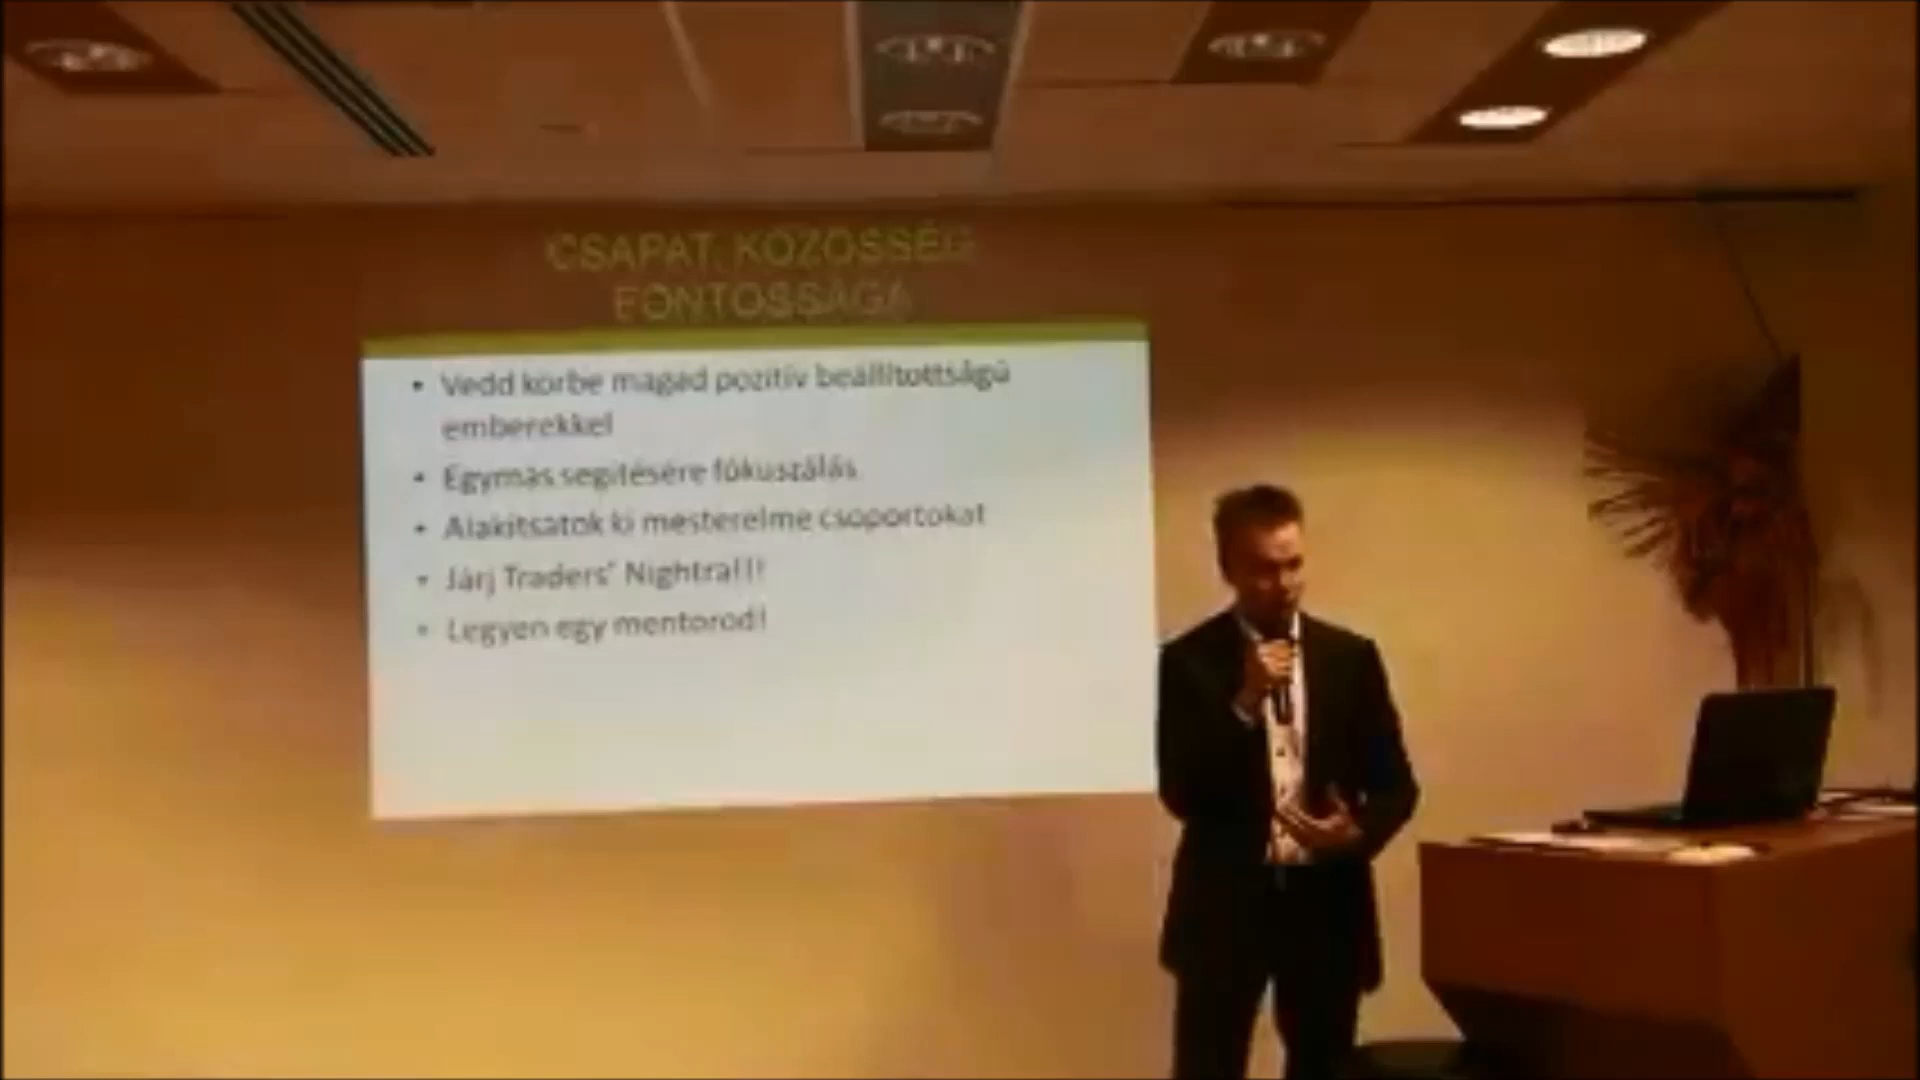 CSAPAT, KÖZÖSSÉG
FONTOSSÁGA
• Vedd körbe magad pozitív beállítottságú
emberekkel
• Egymás segítésére fókuszálás
• Alakítsatok ki mesterelme csoportokat
• Járj Traders' Nightra!!!
• Legyen egy mentorod!